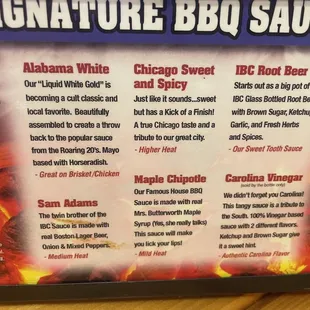 IGNATURE BBQ SAU
Alabama White
Our "Liquid White Gold" is
becoming a cult classic and
local favorite. Beautifully
assembled to create a throw
back to the popular sauce
from the Roaring 20's. Mayo
based with Horseradish.
- Great on Brisket/Chicken
Chicago Sweet
and Spicy
Just like it sounds...sweet
but has a Kick of a Finish!
A true Chicago taste and a
tribute to our great city.
- Higher Heat
IBC Root Beer
Starts out as a big pot of
IBC Glass Bottled Root Bee
with Brown Sugar, Ketchup
Garlic, and Fresh Herbs
and Spices.
- Our Sweet Tooth Sauce
Sam Adams
The twin brother of the
IBC Sauce is made with
real Boston Lager Beer,
Onion & Mixed Peppers.
- Medium Heat
Maple Chipotle
Our Famous House BBQ
Sauce is made with real
Mrs. Butterworth Maple
Syrup (Yes, she really talks)
This sauce will make
you lick your lips!
- Mild Heat
Carolina Vinegar
(sold by the bottle only)
We didn't forget you Carolina!
This tangy sauce is a tribute to
the South. 100% Vinegar based
sauce with 2 different flavors.
Ketchup and Brown Sugar give
it a sweet hint.
- Authentic Carolina Flavor